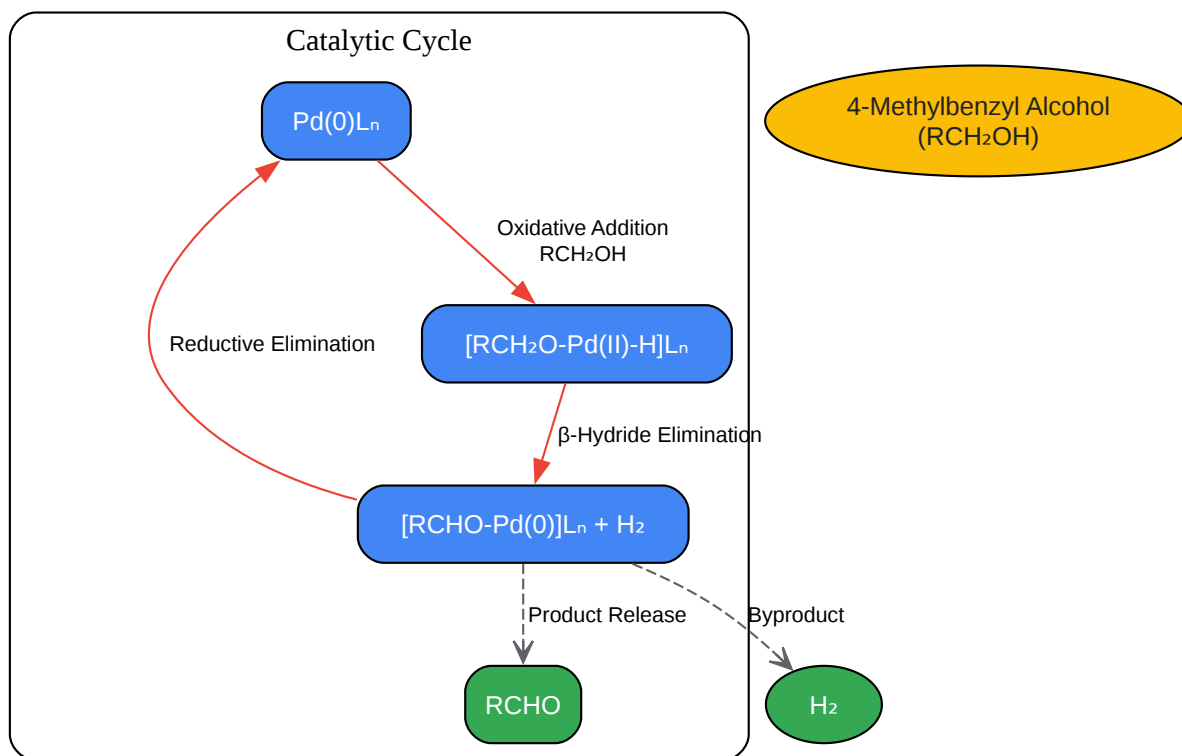 Catalytic Cycle
Pd(0)Lₙ
4-Methylbenzyl Alcohol
(RCH₂OH)
Oxidative Addition
RCH₂OH
Reductive Elimination
[RCH₂O-Pd(II)-H]Lₙ
β-Hydride Elimination
[RCHO-Pd(0)]Lₙ + H₂
Product Release
Byproduct
RCHO
H₂